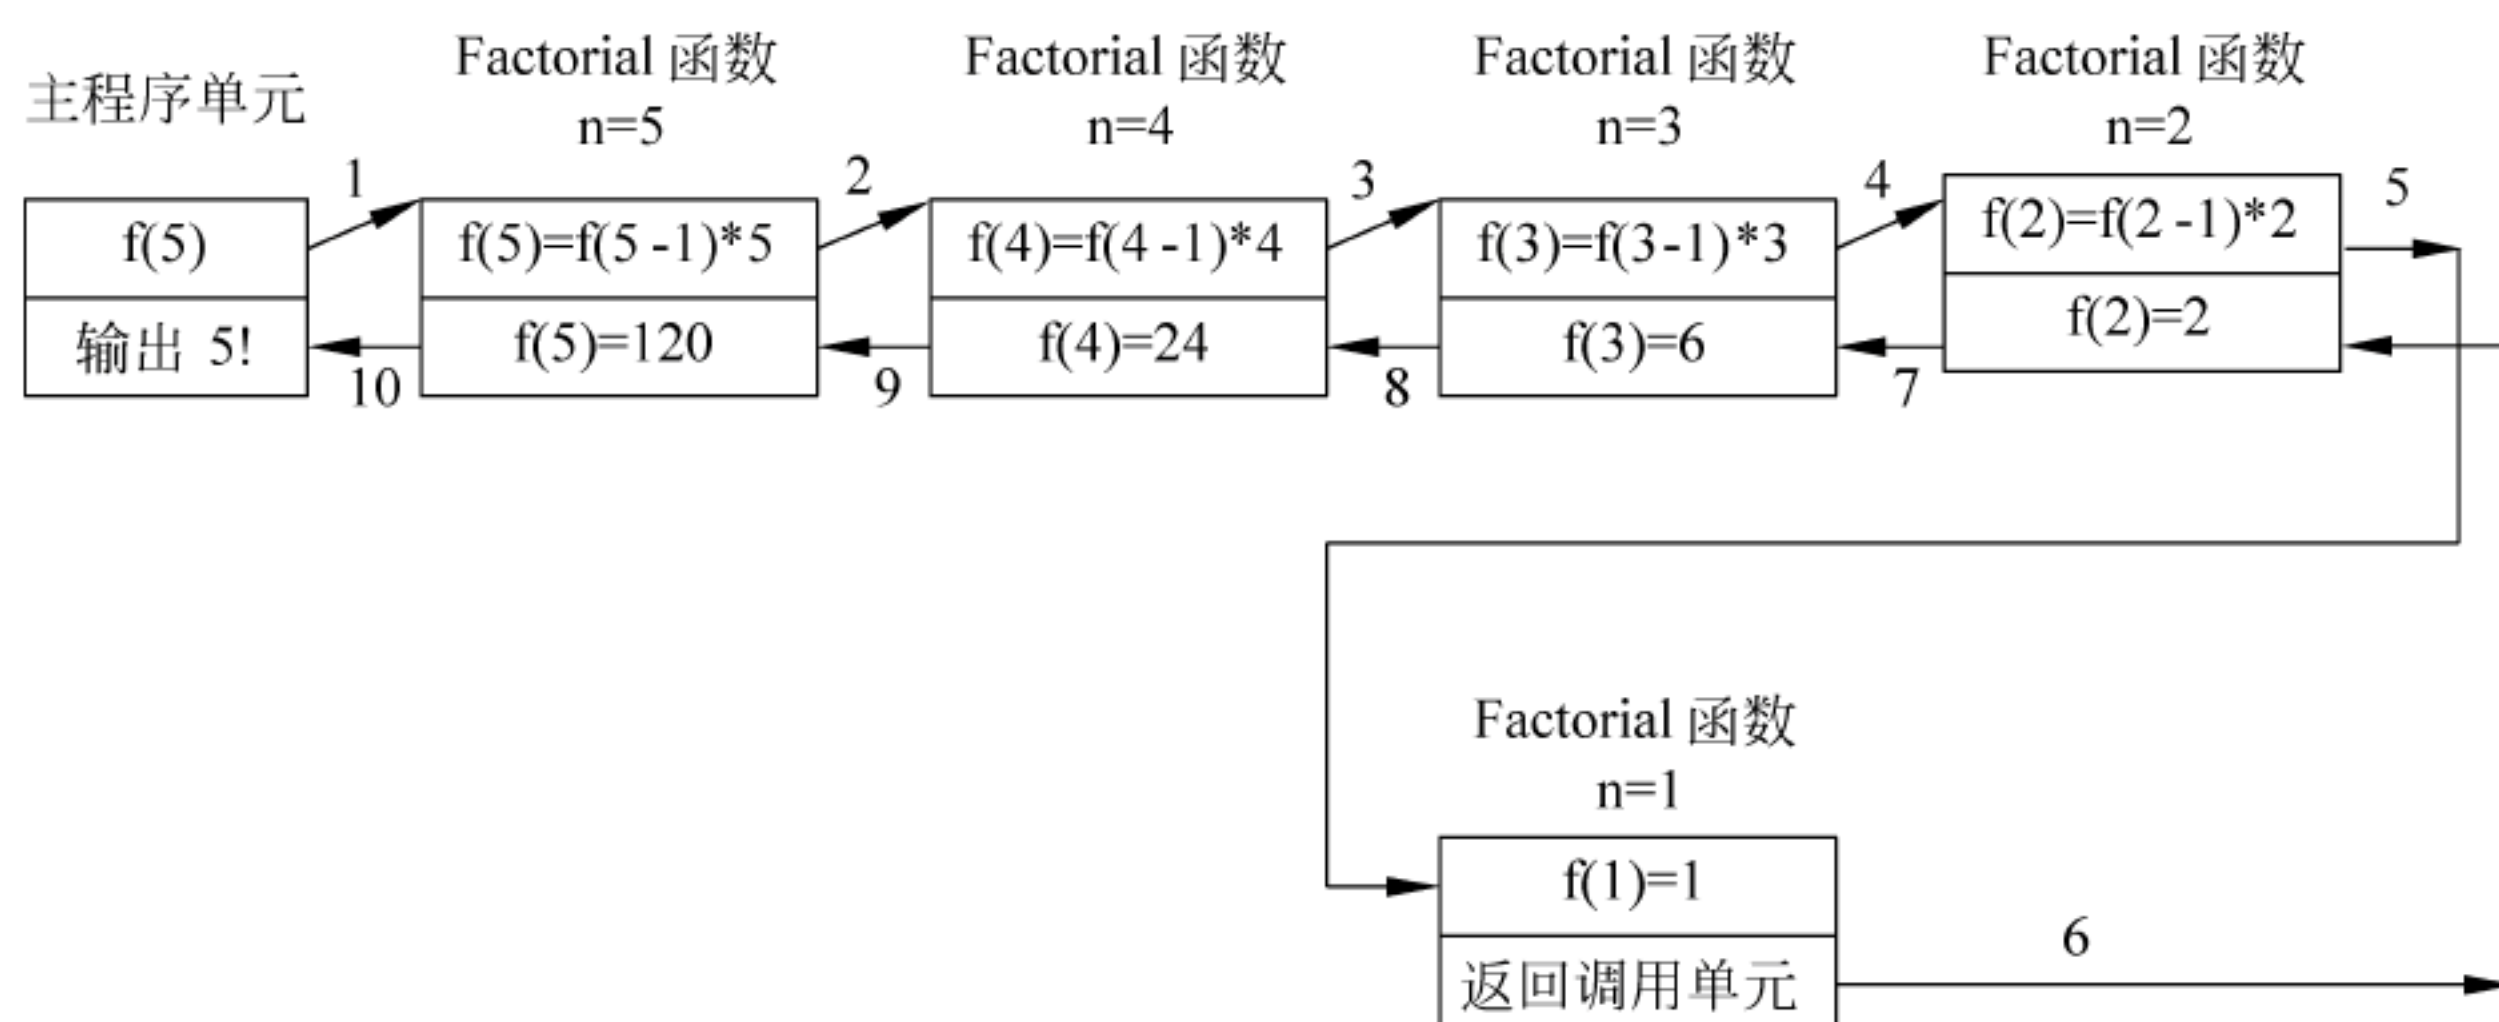 主程序单元
Factorial 函数
n=5
Factorial 函数
n=4
Factorial 函数
n=3
Factorial 函数
n=2
1
2
3
4
5
f(5)
f(5)=f(5-1)*5
f(4)=f(4-1)*4
f(3)=f(3-1)*3
f(2)=f(2-1)*2
输出 5!
f(5)=120
f(4)=24
f(3)=6
f(2)=2
10
9
8
7
Factorial 函数
n=1
f(1)=1
返回调用单元
6